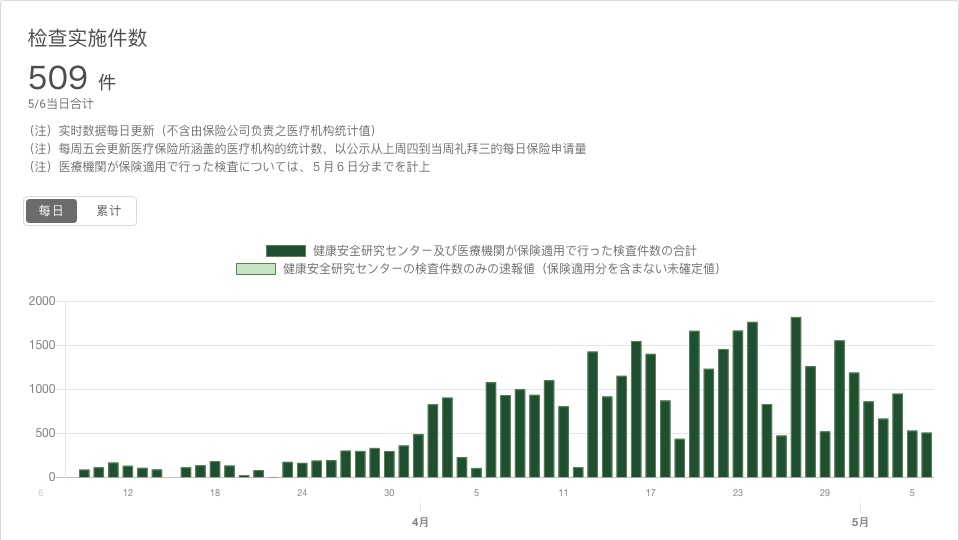 检查实施件数
509 件
5/6当日合计
（注）实时数据每日更新（不含由保险公司负责之医疗机构统计值）
（注）每周五会更新医疗保险所涵盖的医疗机构的统计数，以公示从上周四到当周礼拜三的每日保险申请量
（注）医療機関が保険適用で行った検査については、５月６日分までを計上
每日 累计
健康安全研究センター及び医療機関が保険適用で行った検査件数の合計
健康安全研究センターの検査件数のみの速報値（保険適用分を含まない未確定値）
2000
1500
1000
500
0
6 12 18 24 30 5 11 17 23 29 5
4月 5月